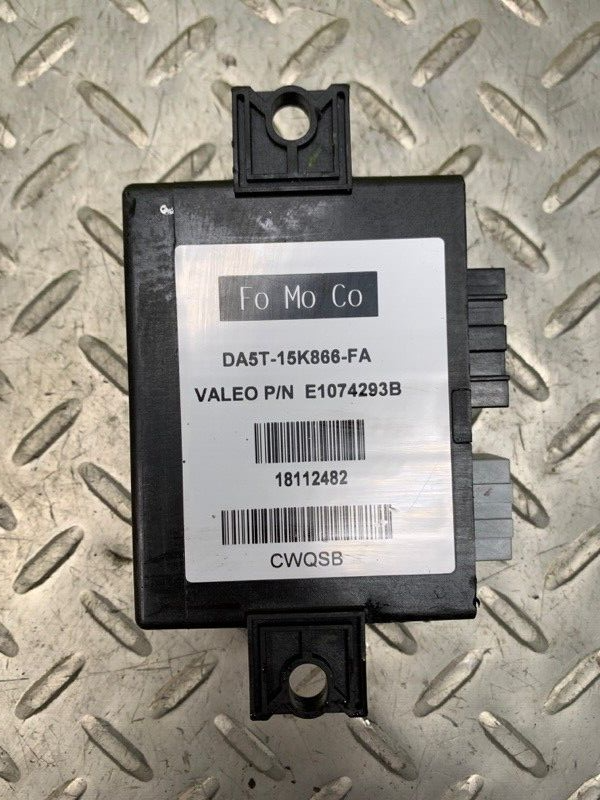 Fo Mo Co
DA5T-15K866-FA
VALEO P/N E1074293B
18112482
CWQSB